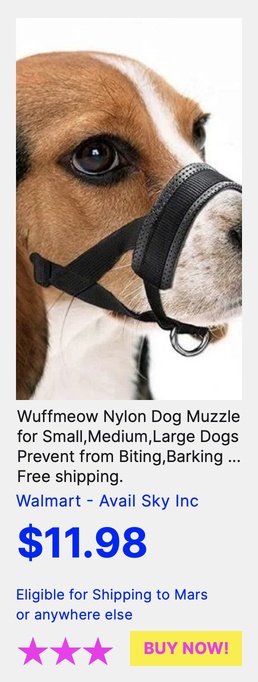 Wuffmeow Nylon Dog Muzzle
for Small,Medium,Large Dogs
Prevent from Biting,Barking ...
Free shipping.
Walmart - Avail Sky Inc
$11.98
Eligible for Shipping to Mars
or anywhere else
BUY NOW!